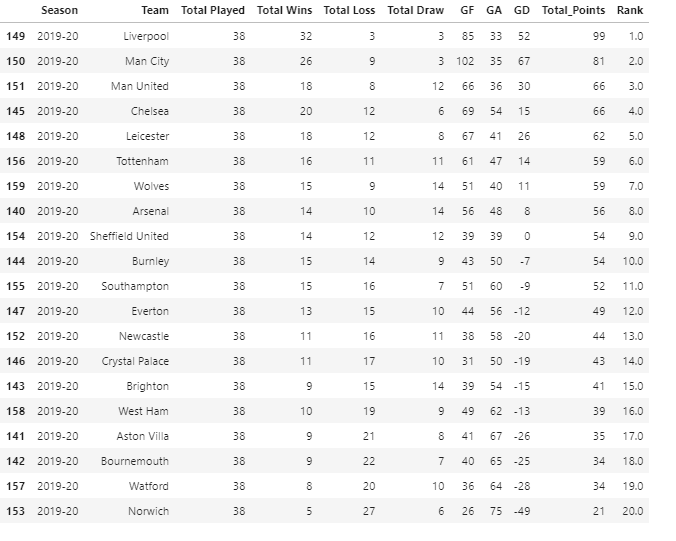 Season Team Total Played Total Wins Total Loss Total Draw GF GA GD Total_Points Rank
149 2019-20 Liverpool 38 32 3 3 85 33 52 99 1.0
150 2019-20 Man City 38 26 9 3 102 35 67 81 2.0
151 2019-20 Man United 38 18 8 12 66 36 30 66 3.0
145 2019-20 Chelsea 38 20 12 6 69 54 15 66 4.0
148 2019-20 Leicester 38 18 12 8 67 41 26 62 5.0
156 2019-20 Tottenham 38 16 11 11 61 47 14 59 6.0
159 2019-20 Wolves 38 15 9 14 51 40 11 59 7.0
140 2019-20 Arsenal 38 14 10 14 56 48 8 56 8.0
154 2019-20 Sheffield United 38 14 12 12 39 39 0 54 9.0
144 2019-20 Burnley 38 15 14 9 43 50 -7 54 10.0
155 2019-20 Southampton 38 15 16 7 51 60 -9 52 11.0
147 2019-20 Everton 38 13 15 10 44 56 -12 49 12.0
152 2019-20 Newcastle 38 11 16 11 38 58 -20 44 13.0
146 2019-20 Crystal Palace 38 11 17 10 31 50 -19 43 14.0
143 2019-20 Brighton 38 9 15 14 39 54 -15 41 15.0
158 2019-20 West Ham 38 10 19 9 49 62 -13 39 16.0
141 2019-20 Aston Villa 38 9 21 8 41 67 -26 35 17.0
142 2019-20 Bournemouth 38 9 22 7 40 65 -25 34 18.0
157 2019-20 Watford 38 8 20 10 36 64 -28 34 19.0
153 2019-20 Norwich 38 5 27 6 26 75 -49 21 20.0